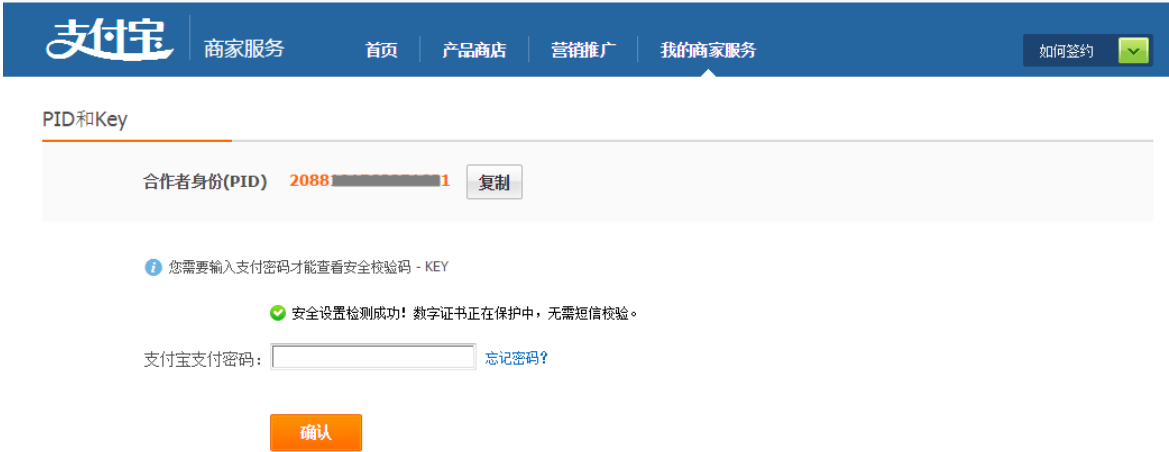 支付宝 商家服务 首页 产品商店 营销推广 我的商家服务 如何签约
PID和Key
合作者身份(PID) 2088 1 复制
您需要输入支付密码才能查看安全校验码 - KEY
安全设置检测成功！数字证书正在保护中，无需短信校验。
支付宝支付密码： 忘记密码?
确认